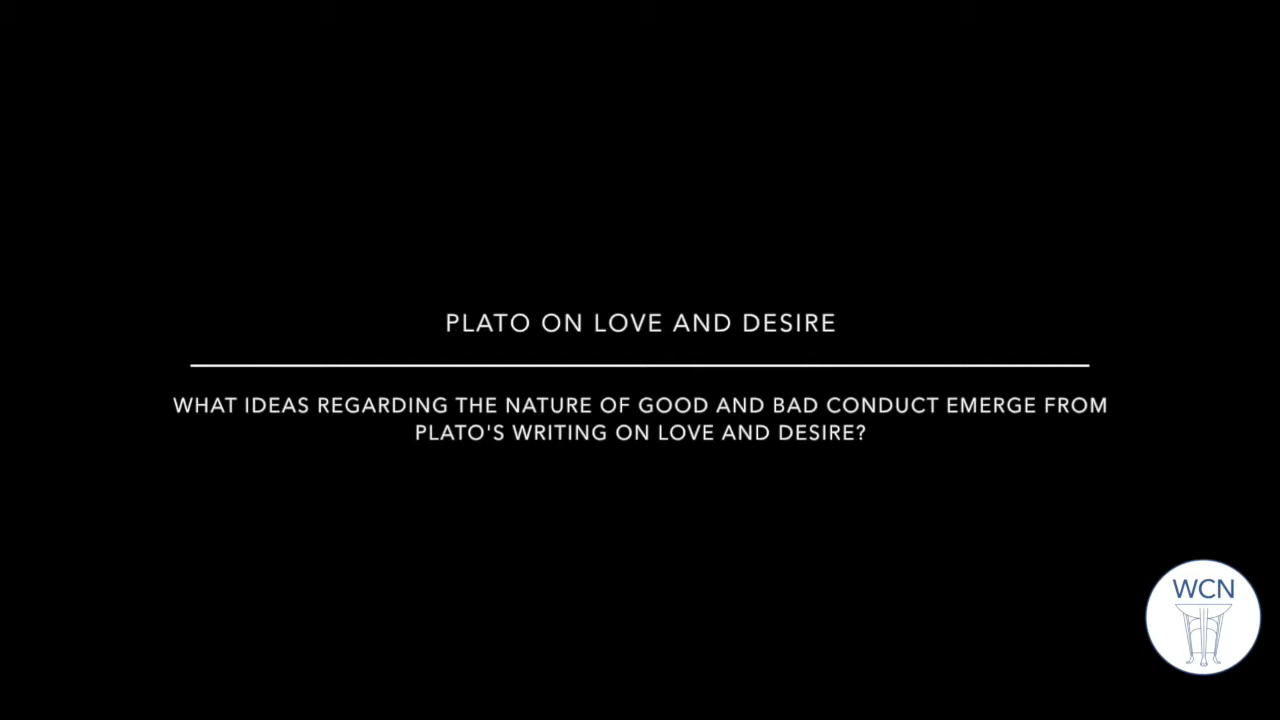 PLATO ON LOVE AND DESIRE
WHAT IDEAS REGARDING THE NATURE OF GOOD AND BAD CONDUCT EMERGE FROM
PLATO'S WRITING ON LOVE AND DESIRE?
WCN